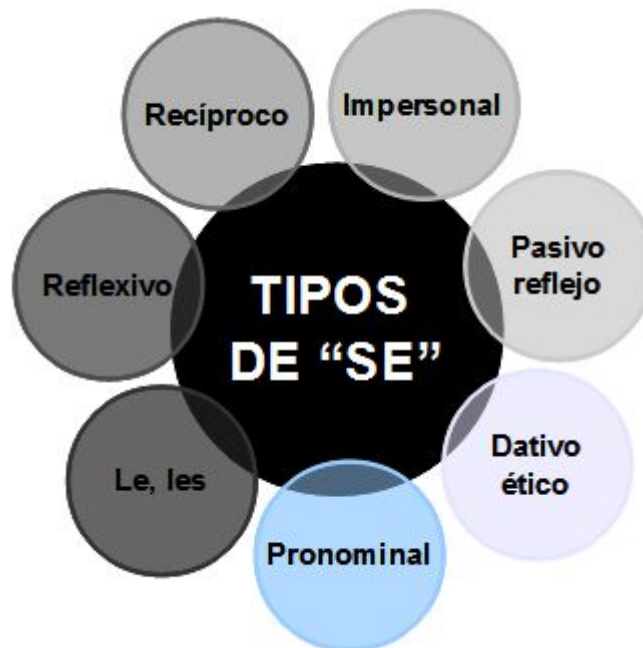 TIPOS
DE “SE”
Impersonal
Pasivo
reflejo
Dativo
ético
Pronominal
Le, les
Reflexivo
Recíproco